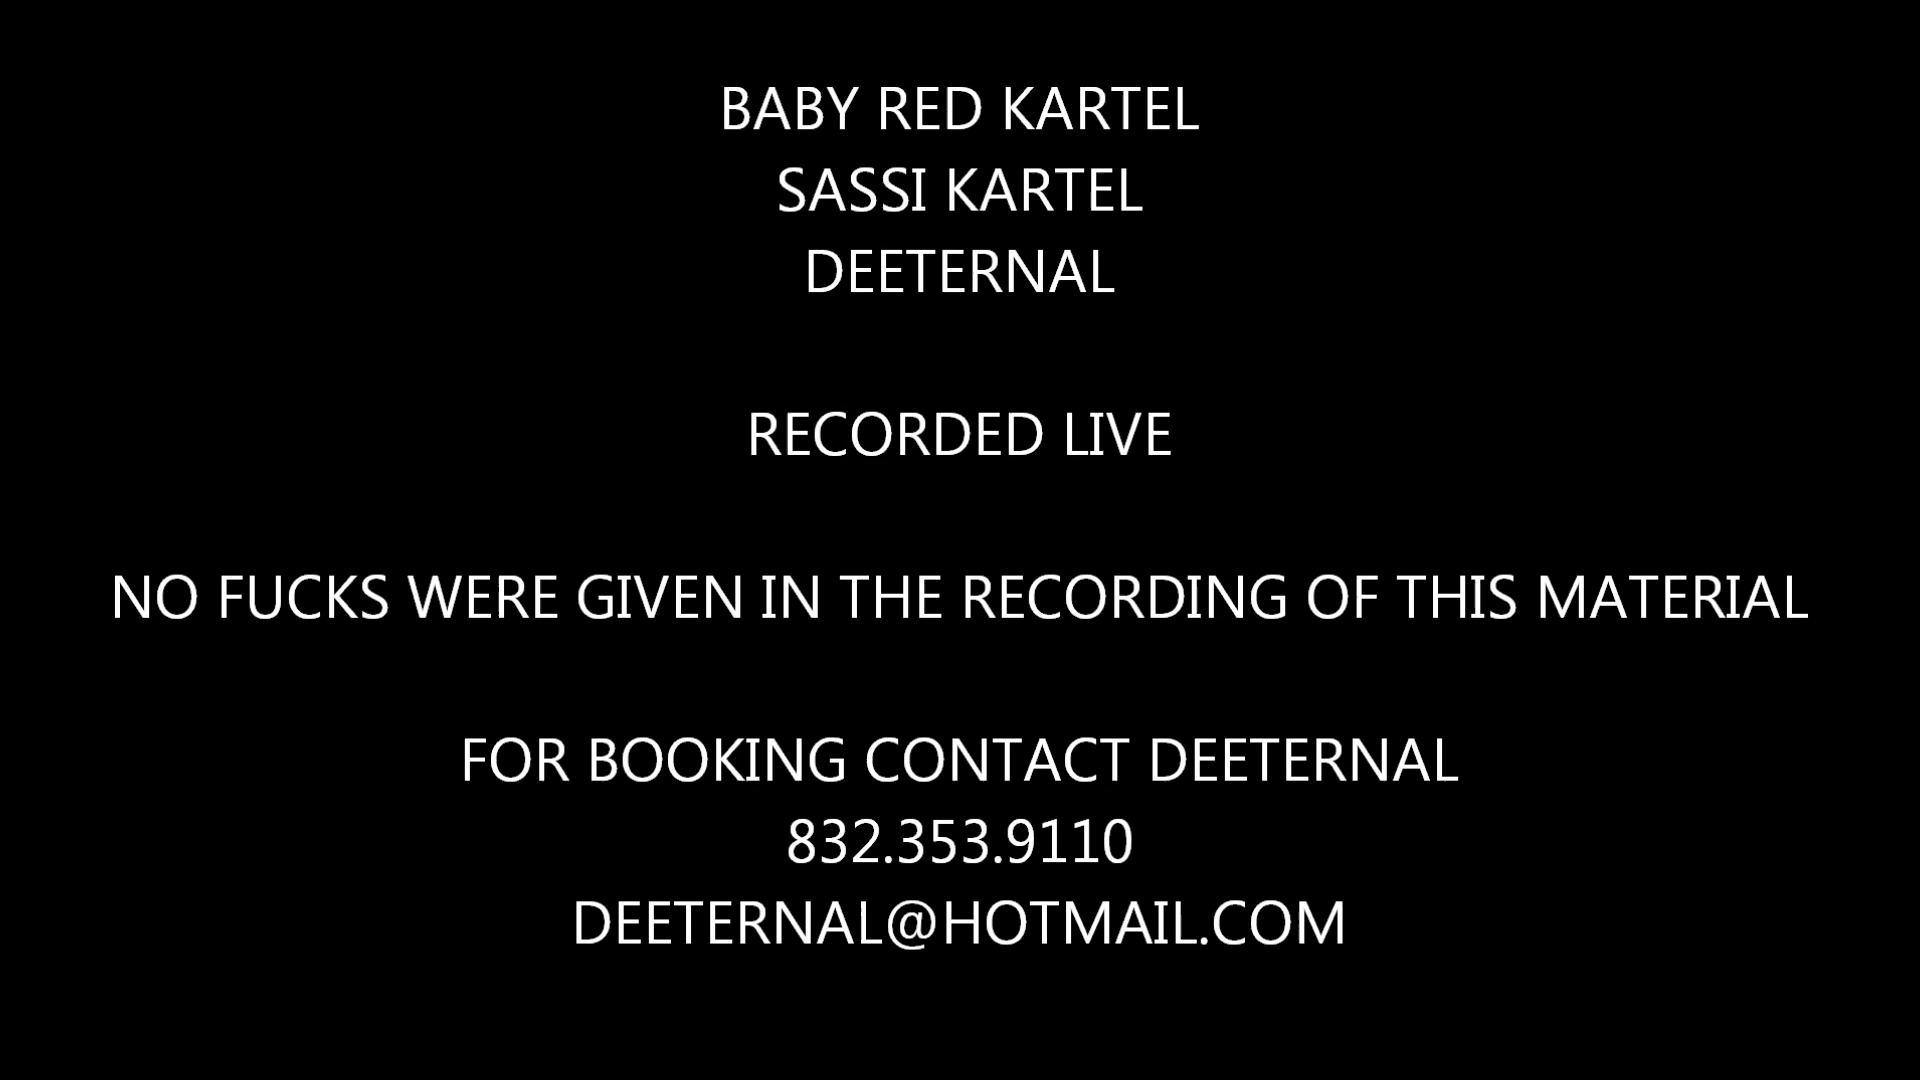 BABY RED KARTEL
SASSI KARTEL
DEETERNAL
RECORDED LIVE
NO FUCKS WERE GIVEN IN THE RECORDING OF THIS MATERIAL
FOR BOOKING CONTACT DEETERNAL
832.353.9110
DEETERNAL@HOTMAIL.COM